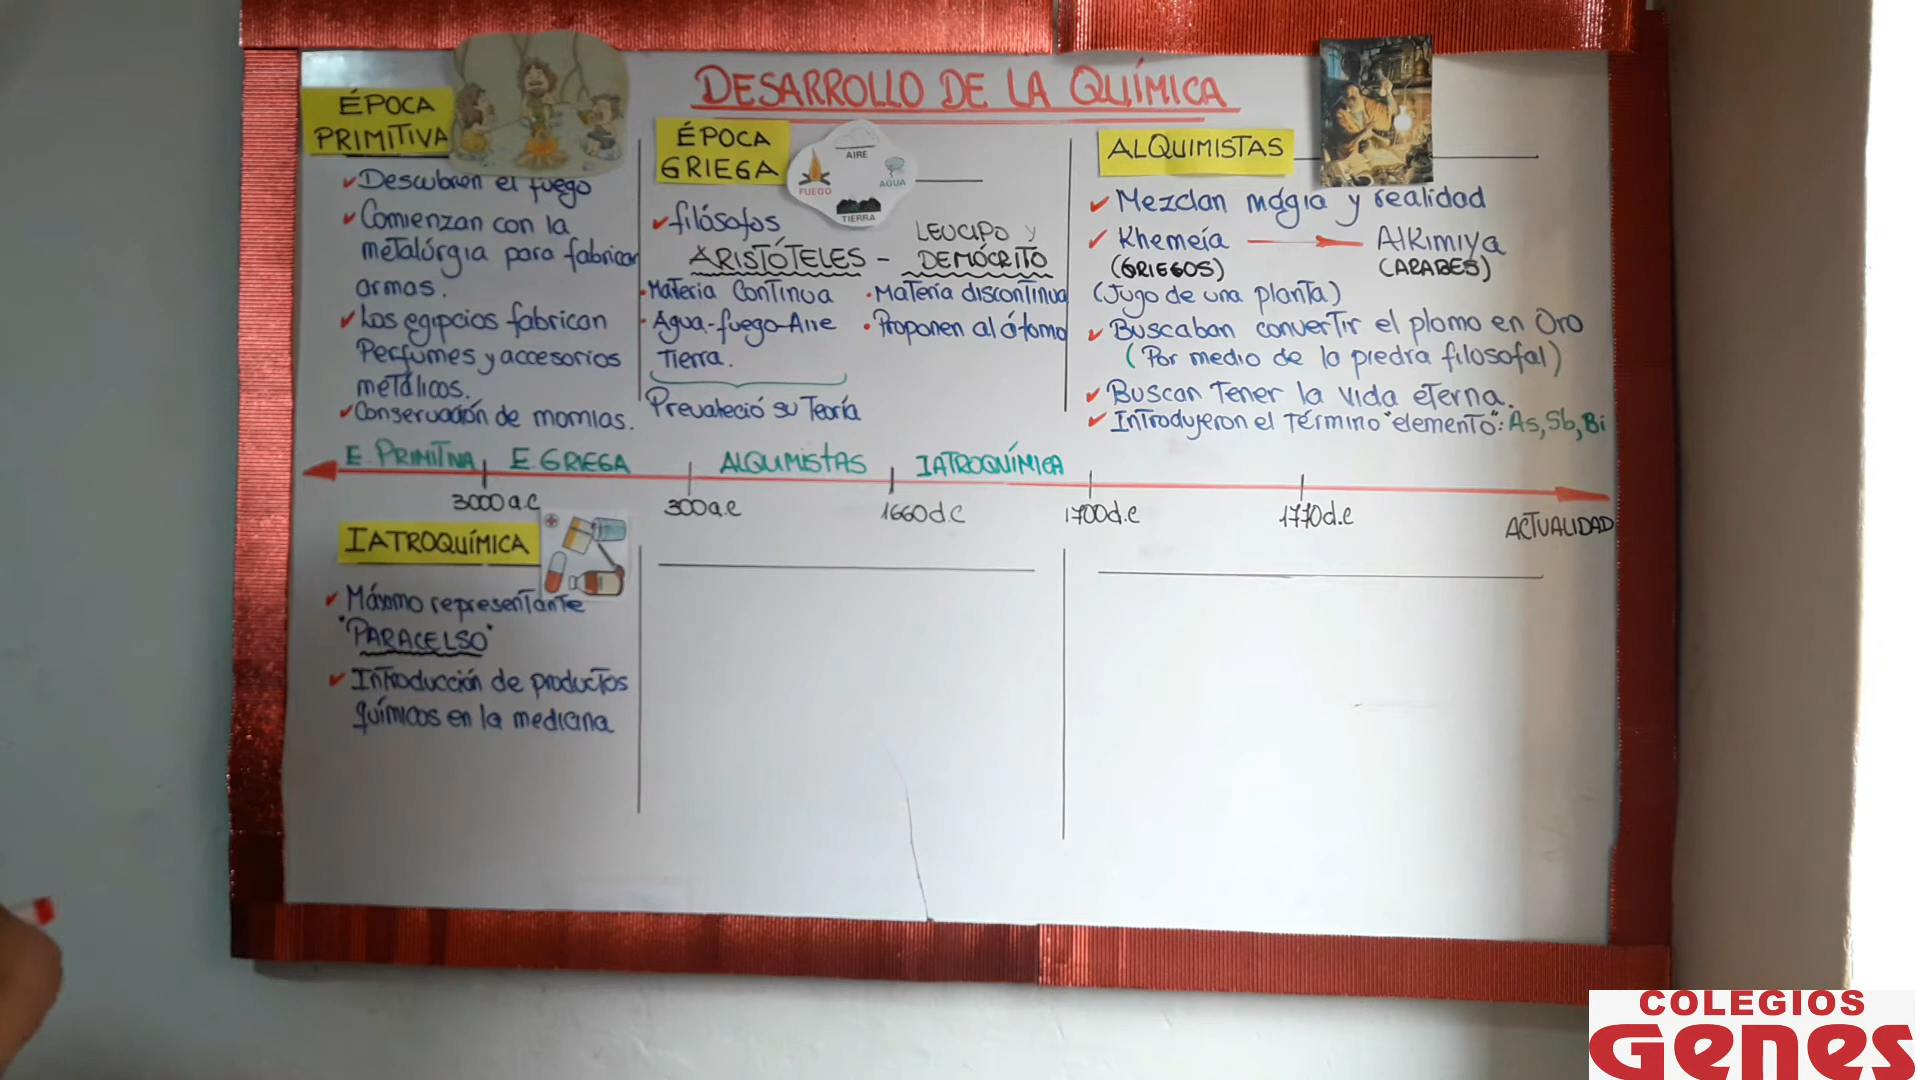 DESARROLLO DE LA QUÍMICA
ÉPOCA
PRIMITIVA
✓Descubren el fuego
✓Comienzan con la
metalúrgia para fabricar
armas.
✓Los egipcios fabrican
Perfumes y accesorios
metálicos.
✓Conservación de momias.
ÉPOCA
GRIEGA
AIRE
FUEGO
AGUA
TIERRA
✓filósofos
ARISTÓTELES -
LEUCIPO y
DEMÓCRITO
·Materia Continua
·Agua-fuego-Aire
Tierra.
Prevaleció su Teoría
·Materia discontinua
·Proponen al átomo
ALQUIMISTAS
✓Mezclan mágia y realidad
✓Khemeía → Alkimiya
(GRIEGOS) (ARABES)
(Jugo de una planta)
✓Buscaban convertir el plomo en Oro
(Por medio de la piedra filosofal)
✓Buscan Tener la vida eterna.
✓Introdujeron el término "elemento": As, Sb, Bi
E. PRIMITIVA E. GRIEGA ALQUIMISTAS IATROQUÍMICA
3000 a.c 300 a.c 1660 d.c 1700 d.c 1770 d.c ACTUALIDAD
IATROQUÍMICA
✓Máximo representante
"PARACELSO"
✓Introducción de productos
químicos en la medicina
COLEGIOS
Genes